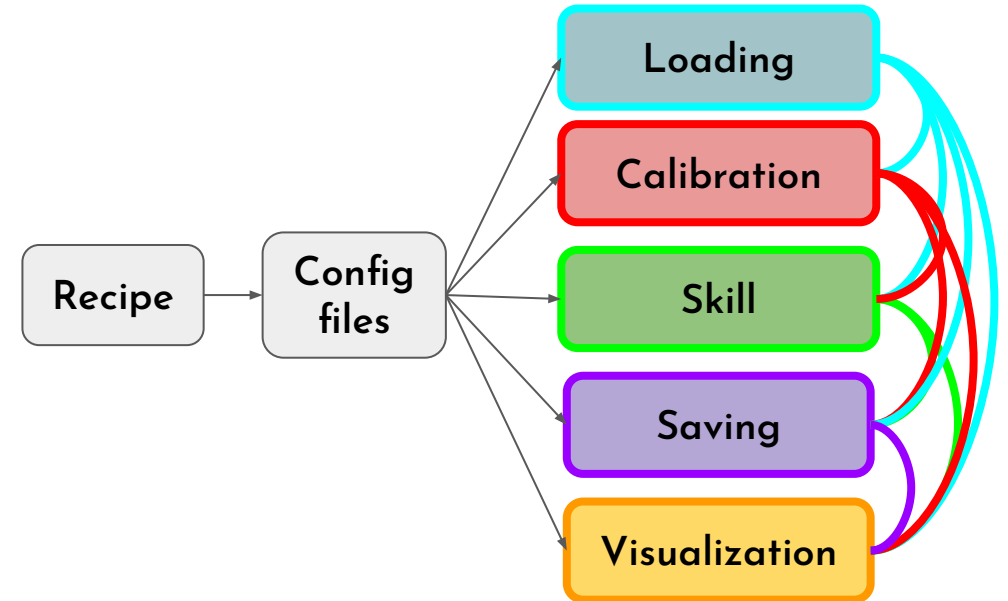 Recipe
Config
files
Loading
Calibration
Skill
Saving
Visualization